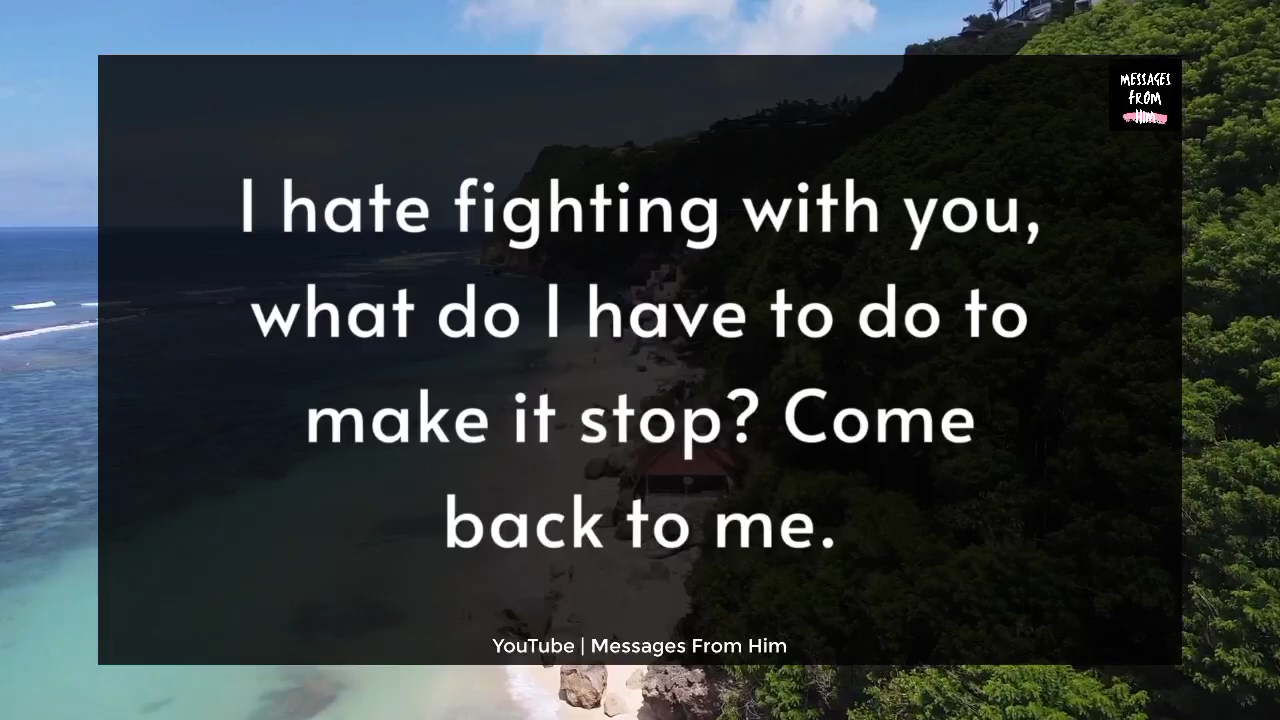 MESSAGES
FROM
HIM
I hate fighting with you,
what do I have to do to
make it stop? Come
back to me.
YouTube | Messages From Him